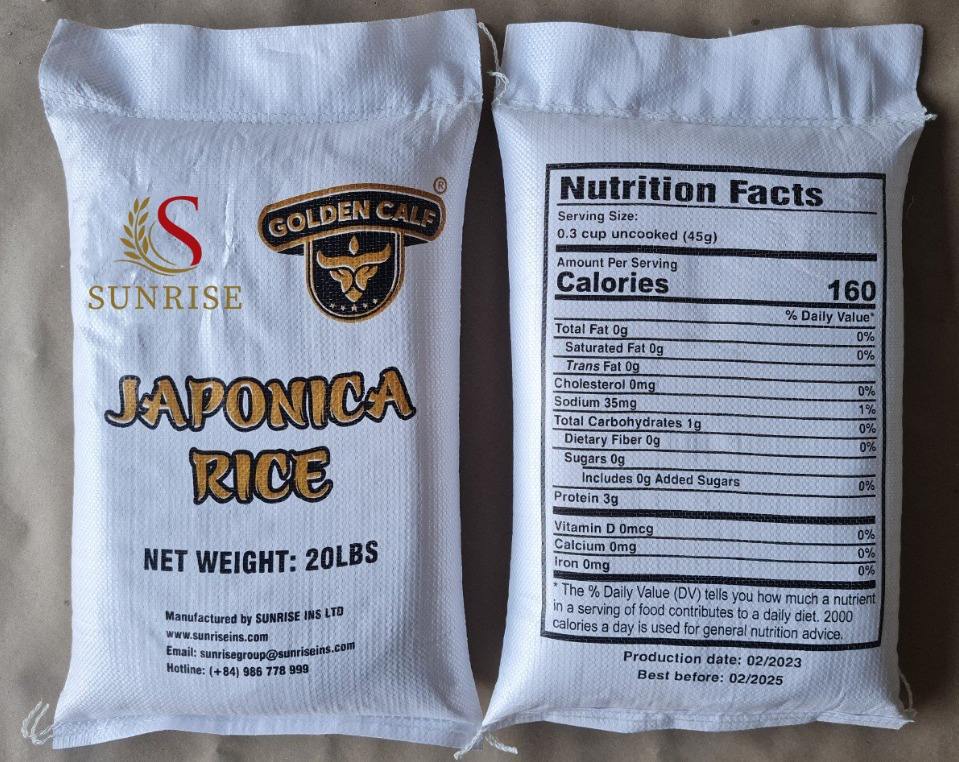 S
SUNRISE
GOLDEN CALF
®
JAPONICA
RICE
NET WEIGHT: 20LBS
Manufactured by SUNRISE INS LTD
www.sunriseins.com
Email: sunrisegroup@sunriseins.com
Hotline: (+84) 986 778 999
Nutrition Facts
Serving Size:
0.3 cup uncooked (45g)
Amount Per Serving
Calories 160
% Daily Value*
Total Fat 0g 0%
Saturated Fat 0g 0%
Trans Fat 0g
Cholesterol 0mg 0%
Sodium 35mg 1%
Total Carbohydrates 1g 0%
Dietary Fiber 0g 0%
Sugars 0g
Includes 0g Added Sugars 0%
Protein 3g
Vitamin D 0mcg 0%
Calcium 0mg 0%
Iron 0mg 0%
* The % Daily Value (DV) tells you how much a nutrient
in a serving of food contributes to a daily diet. 2000
calories a day is used for general nutrition advice.
Production date: 02/2023
Best before: 02/2025